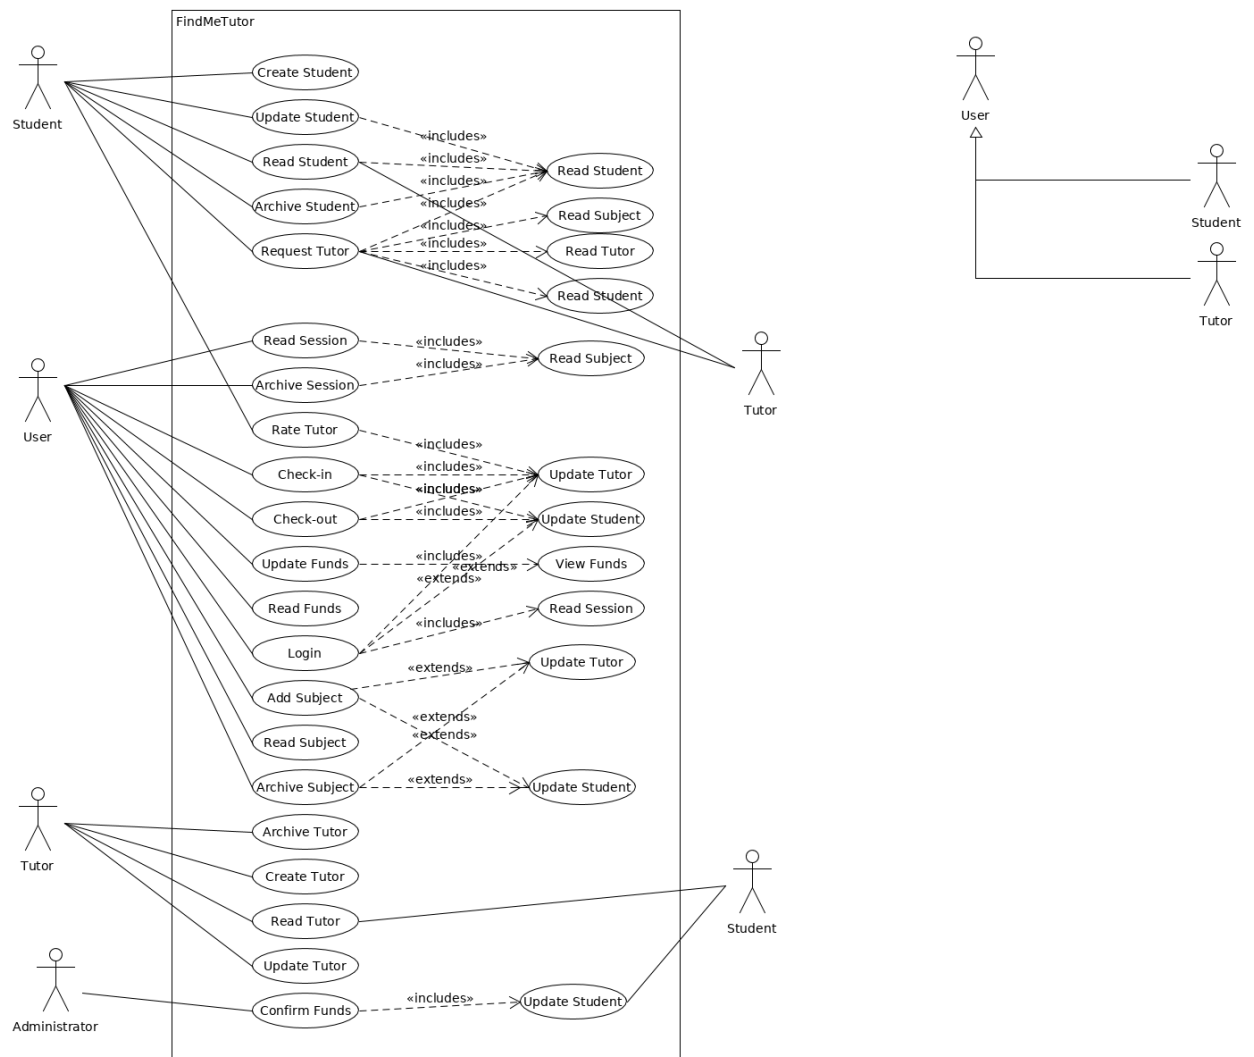 FindMeTutor
Student
Create Student
Update Student
«includes»
Read Student
«includes»
Read Student
«includes»
Archive Student
«includes»
Read Subject
«includes»
Request Tutor
«includes»
Read Tutor
«includes»
Read Student
User
Student
Tutor
Read Session
«includes»
Read Subject
«includes»
Archive Session
User
Tutor
Rate Tutor
«includes»
Check-in
«includes»
Update Tutor
«includes»
«includes»
Check-out
«includes»
Update Student
Update Funds
«includes»
«extends»
«extends»
View Funds
Read Funds
Read Session
«includes»
Login
«extends»
Update Tutor
Add Subject
«extends»
«extends»
Read Subject
Archive Subject
«extends»
Update Student
Tutor
Archive Tutor
Create Tutor
Read Tutor
Student
Update Tutor
Administrator
Confirm Funds
«includes»
Update Student